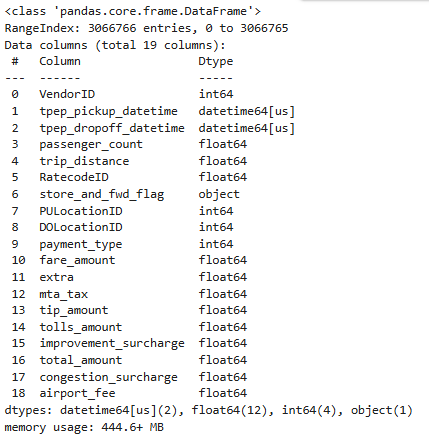 <class 'pandas.core.frame.DataFrame'>
RangeIndex: 3066766 entries, 0 to 3066765
Data columns (total 19 columns):
 #   Column                 Dtype
---  ------                 -----
 0   VendorID               int64
 1   tpep_pickup_datetime   datetime64[us]
 2   tpep_dropoff_datetime  datetime64[us]
 3   passenger_count        float64
 4   trip_distance          float64
 5   RatecodeID             float64
 6   store_and_fwd_flag     object
 7   PULocationID           int64
 8   DOLocationID           int64
 9   payment_type           int64
 10  fare_amount            float64
 11  extra                  float64
 12  mta_tax                float64
 13  tip_amount             float64
 14  tolls_amount           float64
 15  improvement_surcharge  float64
 16  total_amount           float64
 17  congestion_surcharge   float64
 18  airport_fee            float64
dtypes: datetime64[us](2), float64(12), int64(4), object(1)
memory usage: 444.6+ MB